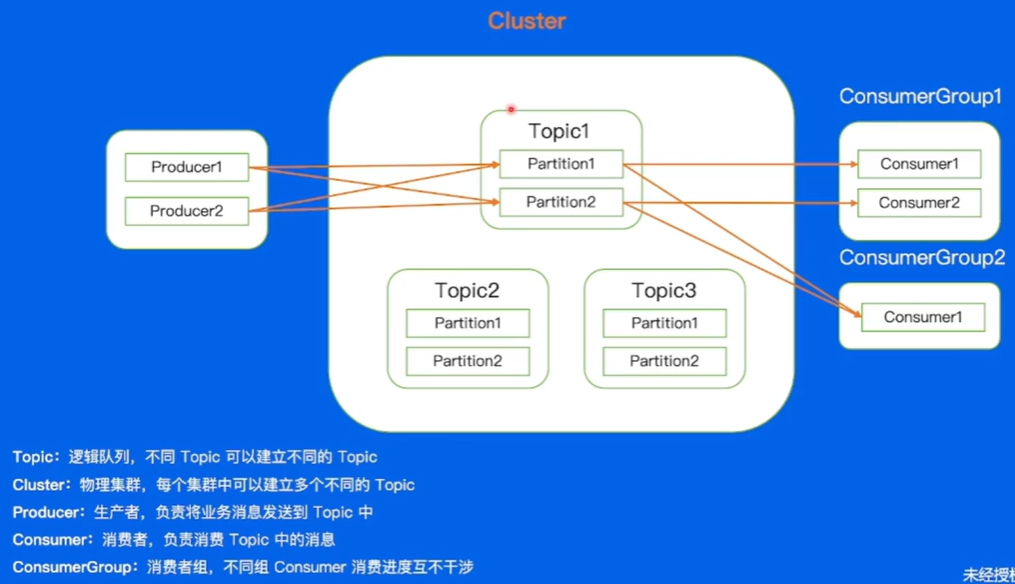 Cluster
ConsumerGroup1
Topic1
Producer1
Partition1
Consumer1
Producer2
Partition2
Consumer2
ConsumerGroup2
Topic2
Topic3
Consumer1
Partition1
Partition1
Partition2
Partition2
Topic：逻辑队列，不同 Topic 可以建立不同的 Topic
Cluster：物理集群，每个集群中可以建立多个不同的 Topic
Producer：生产者，负责将业务消息发送到 Topic 中
Consumer：消费者，负责消费 Topic 中的消息
ConsumerGroup：消费者组，不同组 Consumer 消费进度互不干涉
未经授权